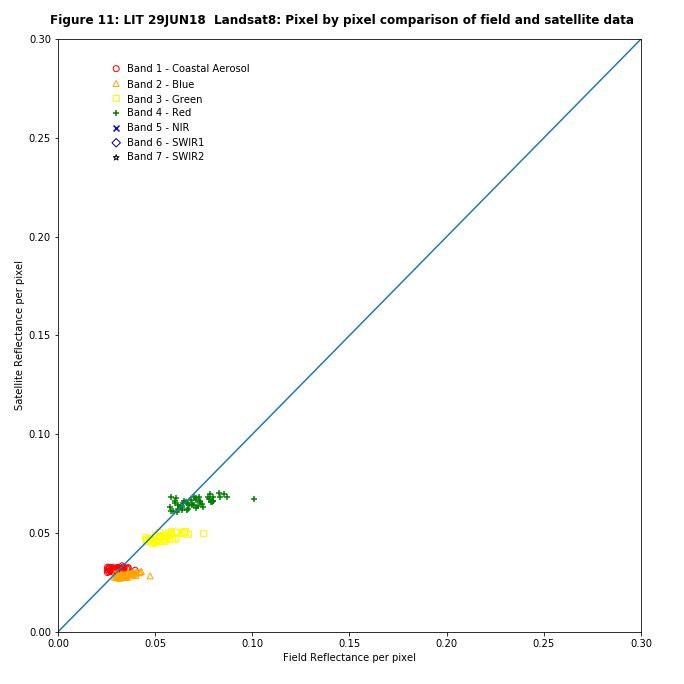 Figure 11: LIT 29JUN18  Landsat8: Pixel by pixel comparison of field and satellite data
0.30
Band 1 - Coastal Aerosol
Band 2 - Blue
Band 3 - Green
Band 4 - Red
Band 5 - NIR
Band 6 - SWIR1
Band 7 - SWIR2
0.25
0.20
0.15
0.10
0.05
0.00
Satellite Reflectance per pixel
0.00 0.05 0.10 0.15 0.20 0.25 0.30
Field Reflectance per pixel